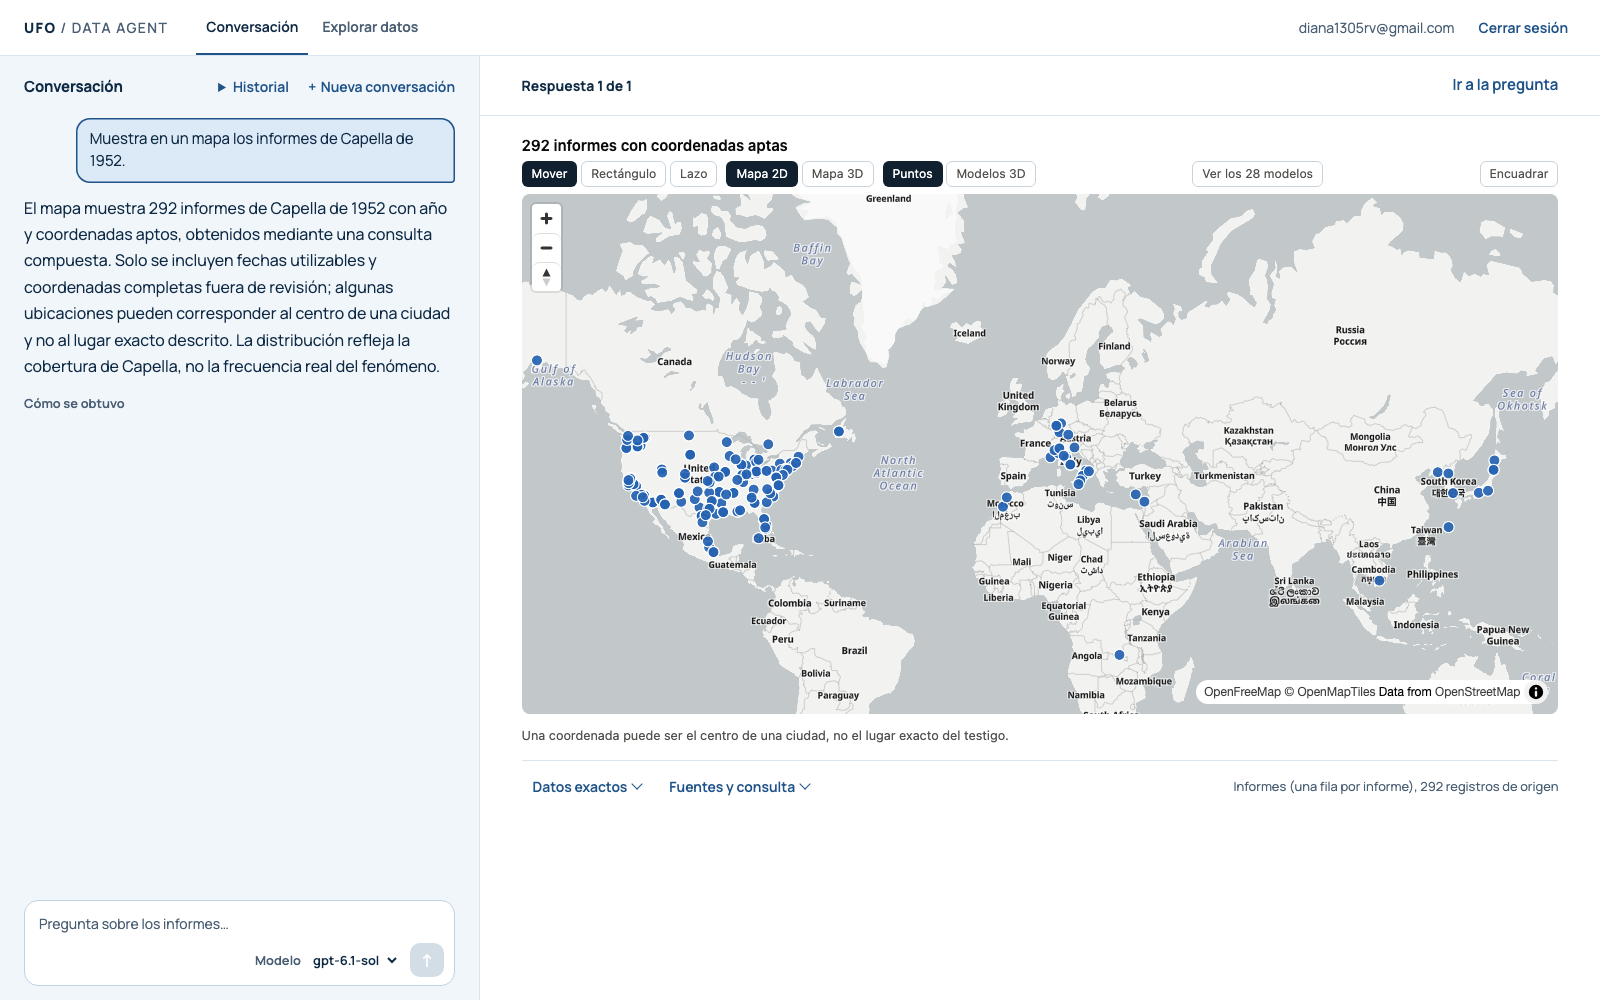 UFO / DATA AGENT
Conversación
Explorar datos
diana1305rv@gmail.com
Cerrar sesión
Conversación
Historial
+ Nueva conversación
Muestra en un mapa los informes de Capella de
1952.
El mapa muestra 292 informes de Capella de 1952 con año
y coordenadas aptos, obtenidos mediante una consulta
compuesta. Solo se incluyen fechas utilizables y
coordenadas completas fuera de revisión; algunas
ubicaciones pueden corresponder al centro de una ciudad
y no al lugar exacto descrito. La distribución refleja la
cobertura de Capella, no la frecuencia real del fenómeno.
Cómo se obtuvo
Pregunta sobre los informes…
Modelo
gpt-6.1-sol
Respuesta 1 de 1
Ir a la pregunta
292 informes con coordenadas aptas
Mover
Rectángulo
Lazo
Mapa 2D
Mapa 3D
Puntos
Modelos 3D
Ver los 28 modelos
Encuadrar
Greenland
Baffin
Bay
Iceland
Russia
Россия
Finland
Norway
Canada
Hudson
Bay
Gulf of
Alaska
Labrador
Sea
Sea of
Okhotsk
United
Kingdom
Belarus
Беларусь
Kazakhstan
Қазақстан
Mongolia
Монгол Улс
France
North
Atlantic
Ocean
Spain
Turkey
Turkmenistan
South Korea
China
中国
Tunisia
تونس
Pakistan
پاکستان
Libya
ليبيا
Saudi Arabia
السعودية
Arabian
Sea
Taiwan
臺灣
Laos
Cambodia
Mali
Niger
Chad
تشاد
Guatemala
Guinea
Liberia
Nigeria
Ethiopia
ኢትዮጵያ
Sri Lanka
ශ්‍රී ලංකාව
இலங்கை
Philippines
Malaysia
Colombia
Suriname
Ecuador
Equatorial
Guinea
Kenya
Indonesia
Papua New
Guinea
Peru
Brazil
Tanzania
Angola
Bolivia
Mozambique
Namibia
Paraguay
Coral
OpenFreeMap © OpenMapTiles Data from OpenStreetMap
Una coordenada puede ser el centro de una ciudad, no el lugar exacto del testigo.
Datos exactos
Fuentes y consulta
Informes (una fila por informe), 292 registros de origen